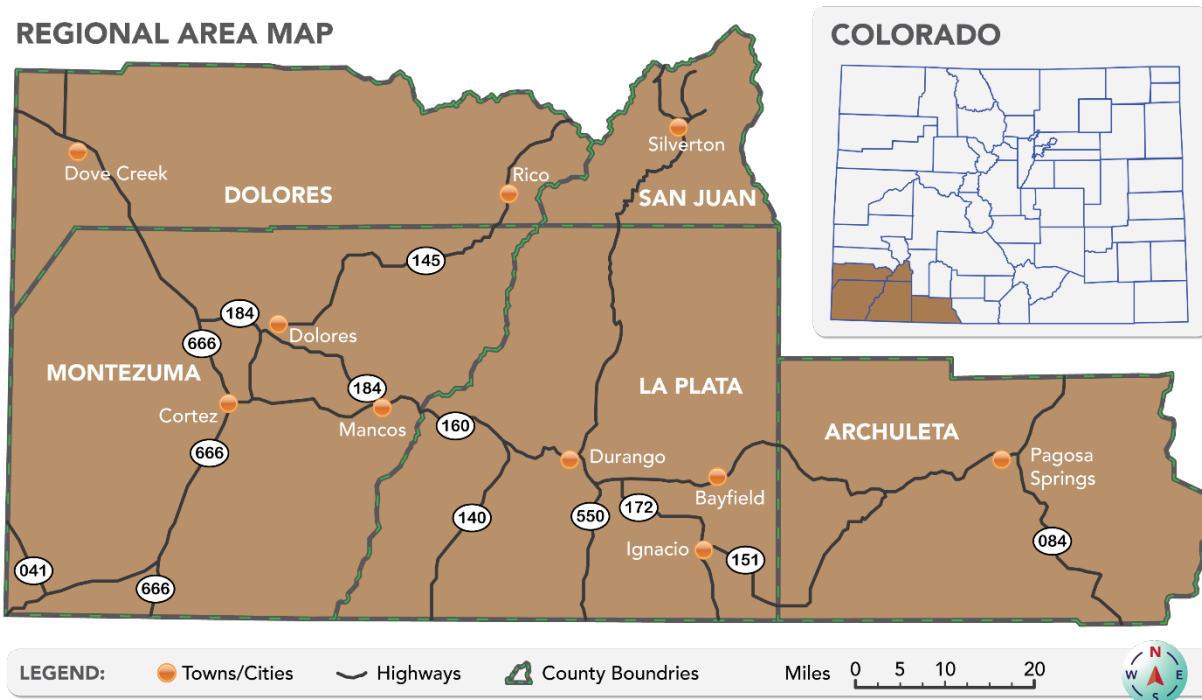 REGIONAL AREA MAP
COLORADO
Silverton
Dove Creek
Rico
DOLORES
SAN JUAN
145
184
Dolores
666
MONTEZUMA
184
LA PLATA
Cortez
Mancos
160
ARCHULETA
666
Durango
Pagosa
Springs
Bayfield
140
550
172
084
Ignacio
151
041
666
LEGEND:
Towns/Cities
Highways
County Boundries
Miles
0 5 10 20
N
W E
S